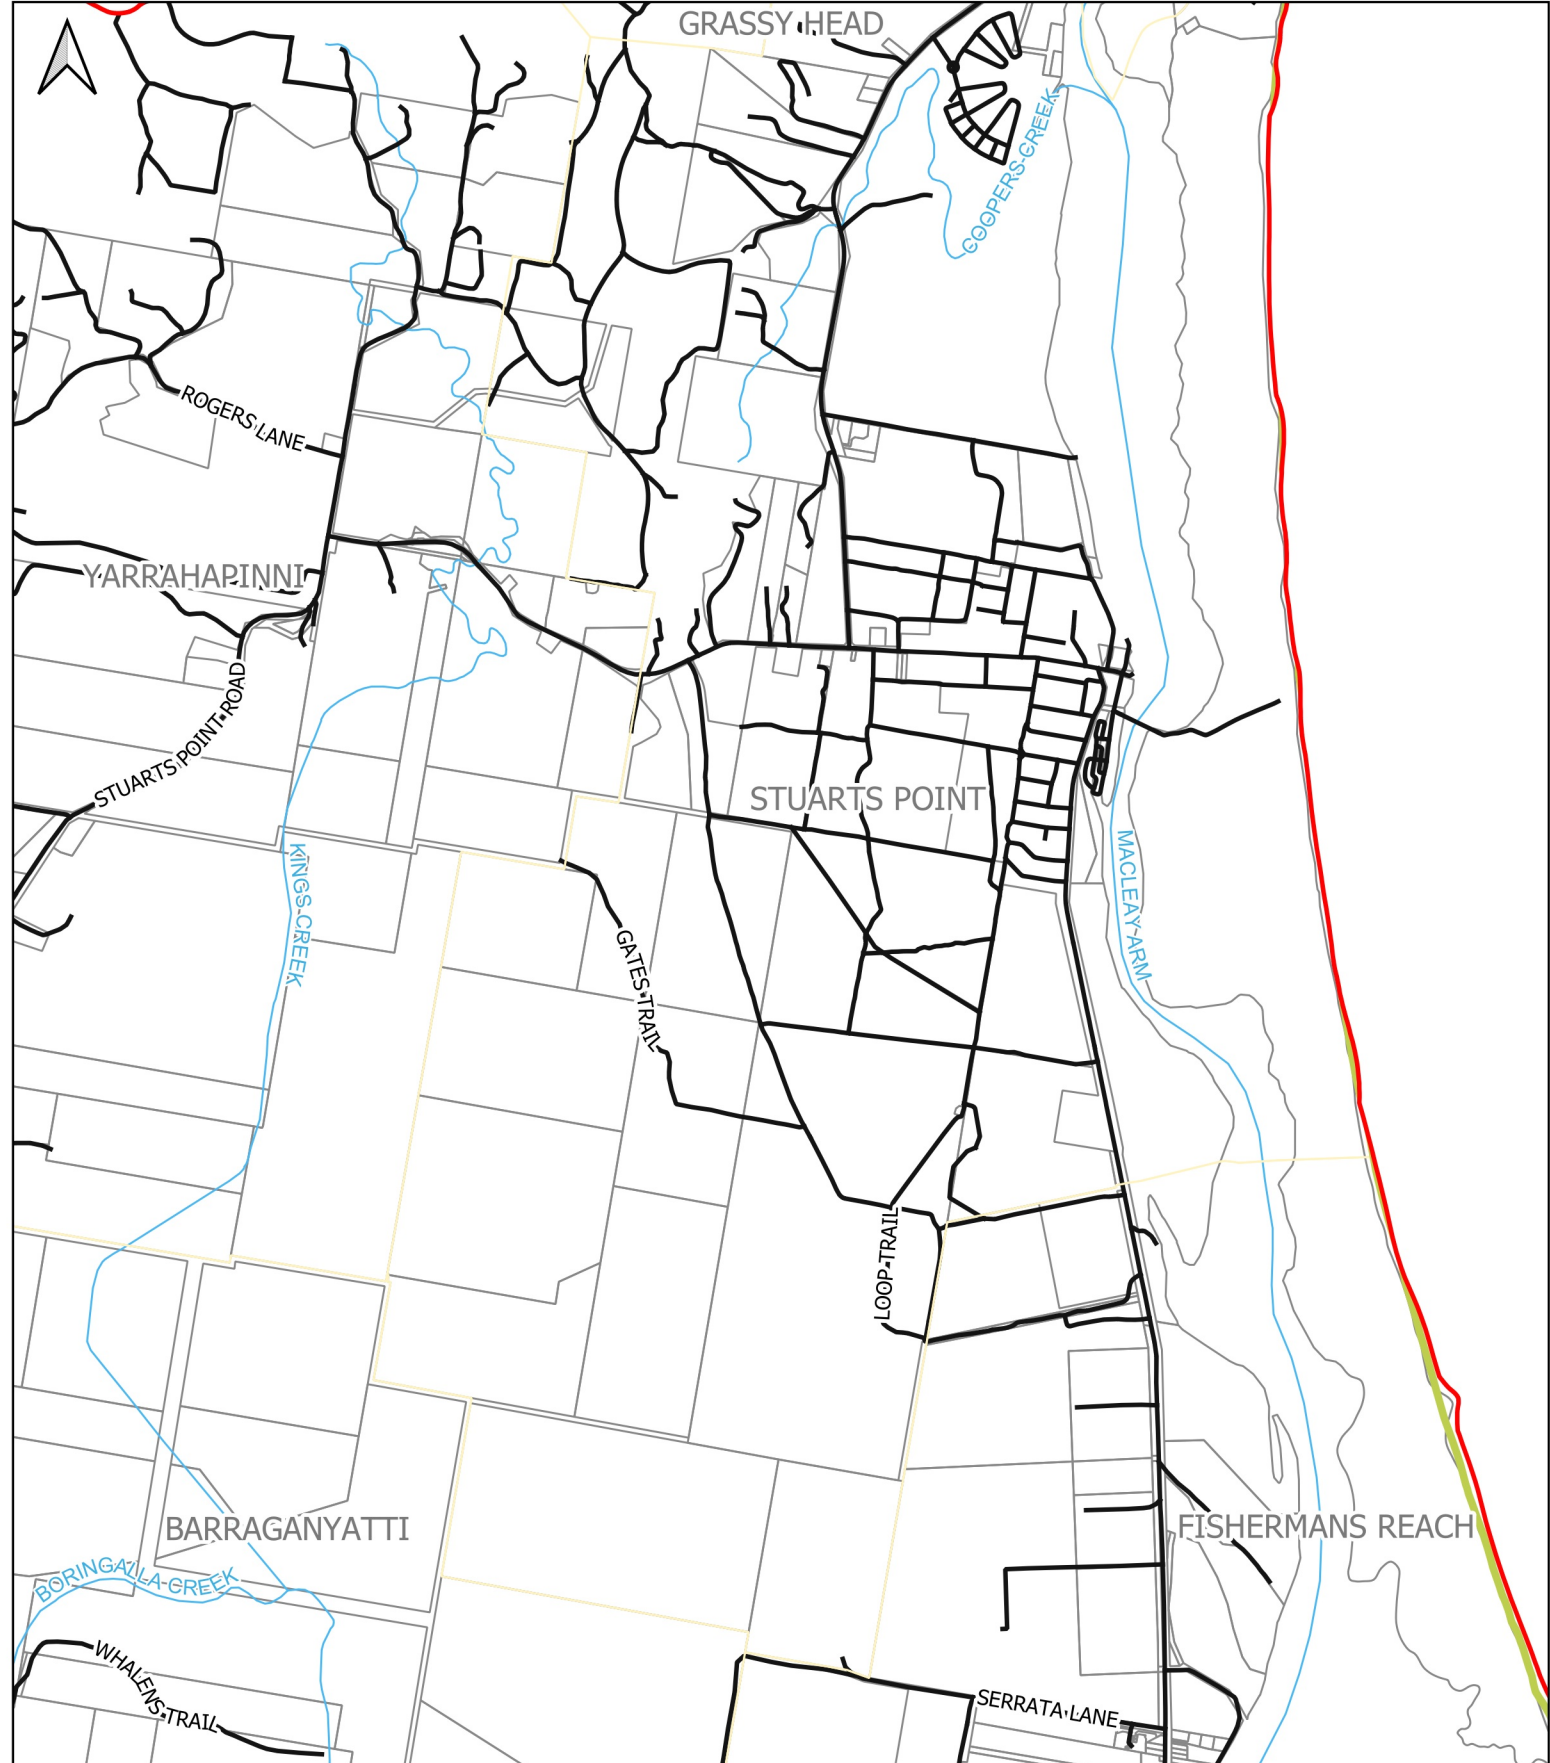 GRASSY HEAD
COOPERS CREEK
ROGERS LANE
YARRAHAPINNI
STUARTS POINT ROAD
STUARTS POINT
KINGS CREEK
MACLEAY ARM
GATES TRAIL
LOOP TRAIL
BARRAGANYATTI
FISHERMANS REACH
BORINGALLA CREEK
WHALENS TRAIL
SERRATA LANE